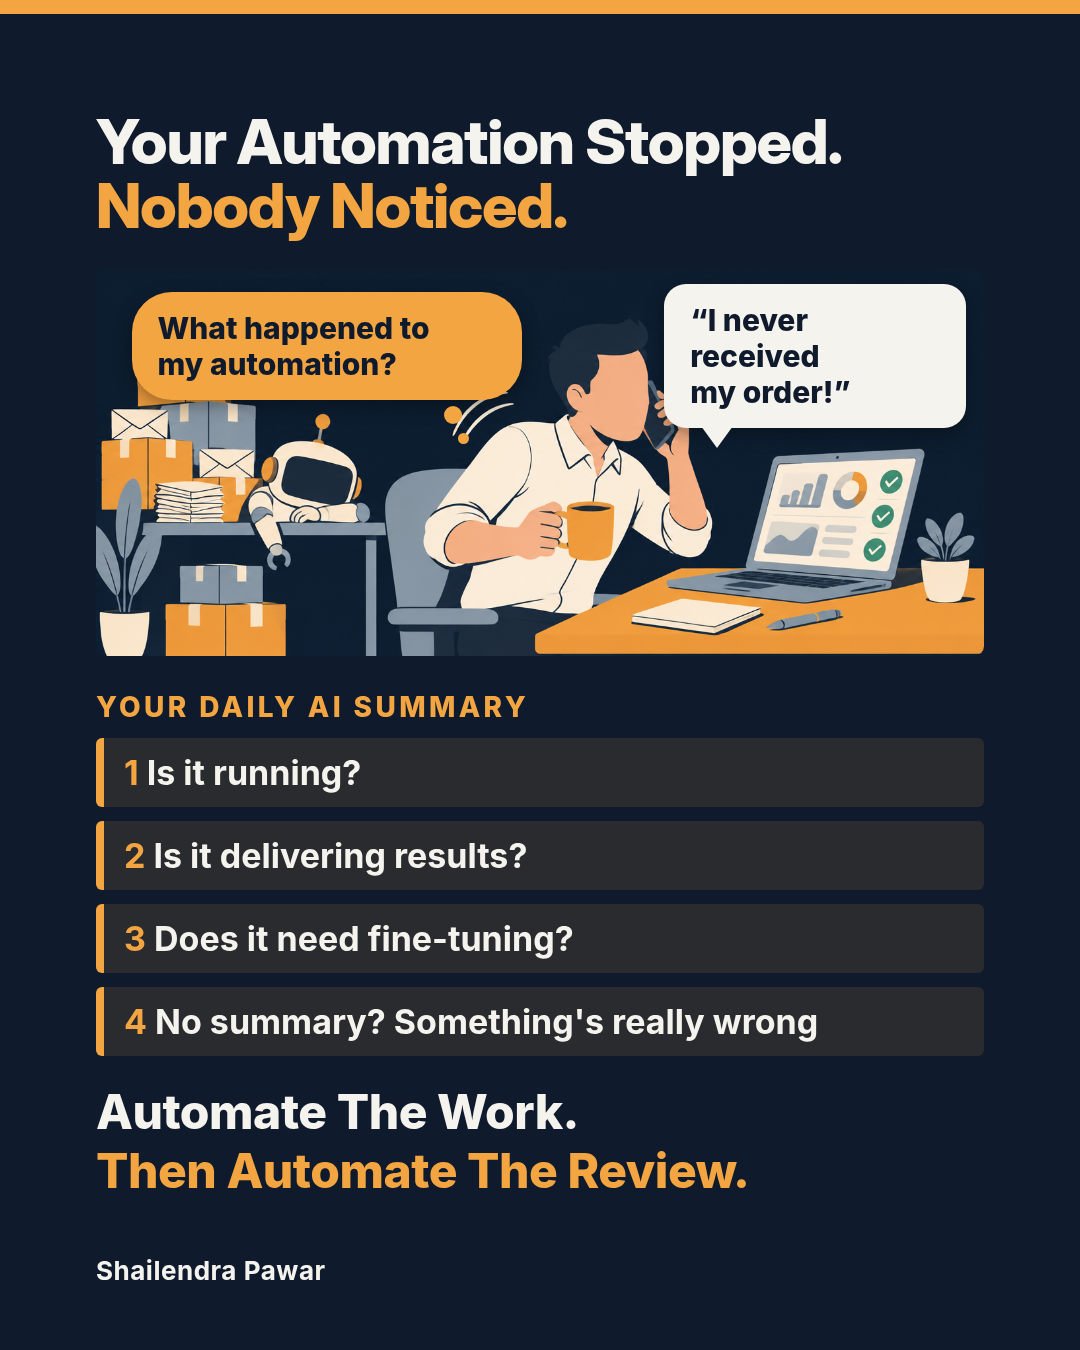 Your Automation Stopped.
Nobody Noticed.
What happened to
my automation?
“I never
received
my order!”
YOUR DAILY AI SUMMARY
1 Is it running?
2 Is it delivering results?
3 Does it need fine-tuning?
4 No summary? Something's really wrong
Automate The Work.
Then Automate The Review.
Shailendra Pawar